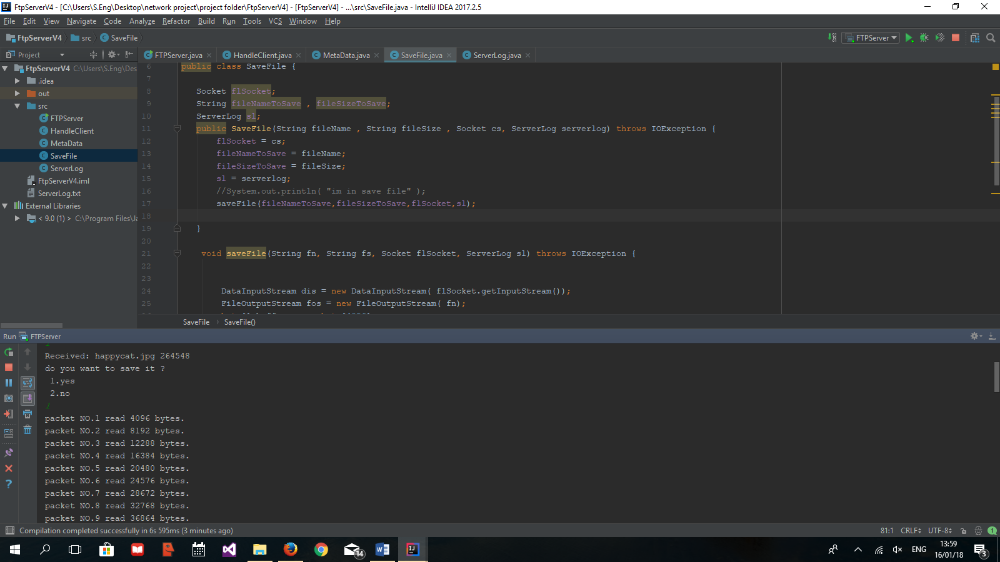 FtpServerV4 - [C:\Users\S.Eng\Desktop\network project\project folder\FtpServerV4] - [FtpServerV4] - ...\src\SaveFile.java - IntelliJ IDEA 2017.2.5
File Edit View Navigate Code Analyze Refactor Build Run Tools VCS Window Help
FtpServerV4 src SaveFile FTPServer
Project FTPServer.java HandleClient.java MetaData.java SaveFile.java ServerLog.java
FtpServerV4 C:\Users\S.Eng\Des
.idea
out
src
FTPServer
HandleClient
MetaData
SaveFile
ServerLog
FtpServerV4.iml
ServerLog.txt
External Libraries
< 9.0 (1) > C:\Program Files\Ja
6 public class SaveFile {
7
8 Socket flSocket;
9 String fileNameToSave , fileSizeToSave;
10 ServerLog sl;
11 public SaveFile(String fileName , String fileSize , Socket cs, ServerLog serverlog) throws IOException {
12 flSocket = cs;
13 fileNameToSave = fileName;
14 fileSizeToSave = fileSize;
15 sl = serverlog;
16 //System.out.println( "im in save file" );
17 saveFile(fileNameToSave,fileSizeToSave,flSocket,sl);
18
19 }
20
21 void saveFile(String fn, String fs, Socket flSocket, ServerLog sl) throws IOException {
22
23
24 DataInputStream dis = new DataInputStream( flSocket.getInputStream());
25 FileOutputStream fos = new FileOutputStream( fn);
SaveFile SaveFile()
Run FTPServer
Received: happycat.jpg 264548
do you want to save it ?
1.yes
2.no
1
packet NO.1 read 4096 bytes.
packet NO.2 read 8192 bytes.
packet NO.3 read 12288 bytes.
packet NO.4 read 16384 bytes.
packet NO.5 read 20480 bytes.
packet NO.6 read 24576 bytes.
packet NO.7 read 28672 bytes.
packet NO.8 read 32768 bytes.
packet NO.9 read 36864 bytes.
Compilation completed successfully in 6s 595ms (3 minutes ago) 81:1 CRLF UTF-8 1
14 ENG 13:59
16/01/18 3